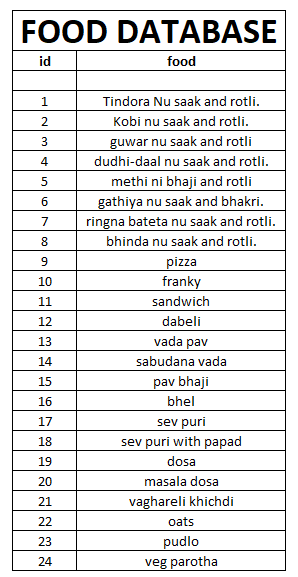 FOOD DATABASE
id food
1 Tindora Nu saak and rotli.
2 Kobi nu saak and rotli.
3 guwar nu saak and rotli
4 dudhi-daal nu saak and rotli.
5 methi ni bhaji and rotli
6 gathiya nu saak and bhakri.
7 ringna bateta nu saak and rotli.
8 bhinda nu saak and rotli.
9 pizza
10 franky
11 sandwich
12 dabeli
13 vada pav
14 sabudana vada
15 pav bhaji
16 bhel
17 sev puri
18 sev puri with papad
19 dosa
20 masala dosa
21 vaghareli khichdi
22 oats
23 pudlo
24 veg parotha